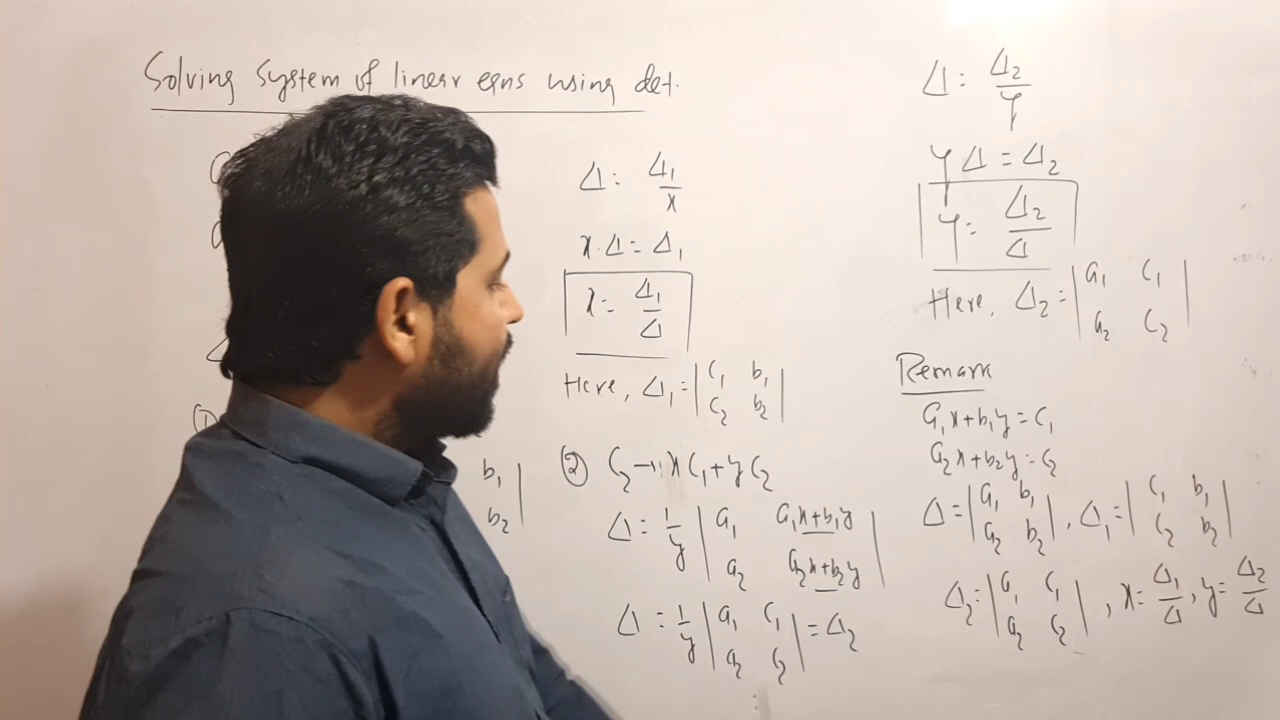 Solving System of linear eqns using det.
Δ = Δ₁/x
x·Δ = Δ₁
x = Δ₁/Δ
Here, Δ₁ = |c₁ b₁|
|c₂ b₂|
①
b₁|
b₂|
② C₂ → x C₁ + y C₂
Δ = 1/y |a₁ a₁x+b₁y|
|a₂ a₂x+b₂y|
Δ = 1/y |a₁ c₁| = Δ₂
|a₂ c₂|
Δ = Δ₂/y
yΔ = Δ₂
y = Δ₂/Δ
Here, Δ₂ = |a₁ c₁|
|a₂ c₂|
Remark
a₁x+b₁y = c₁
a₂x+b₂y = c₂
Δ = |a₁ b₁|, Δ₁ = |c₁ b₁|
|a₂ b₂| |c₂ b₂|
Δ₂ = |a₁ c₁|, x = Δ₁/Δ, y = Δ₂/Δ
|a₂ c₂|